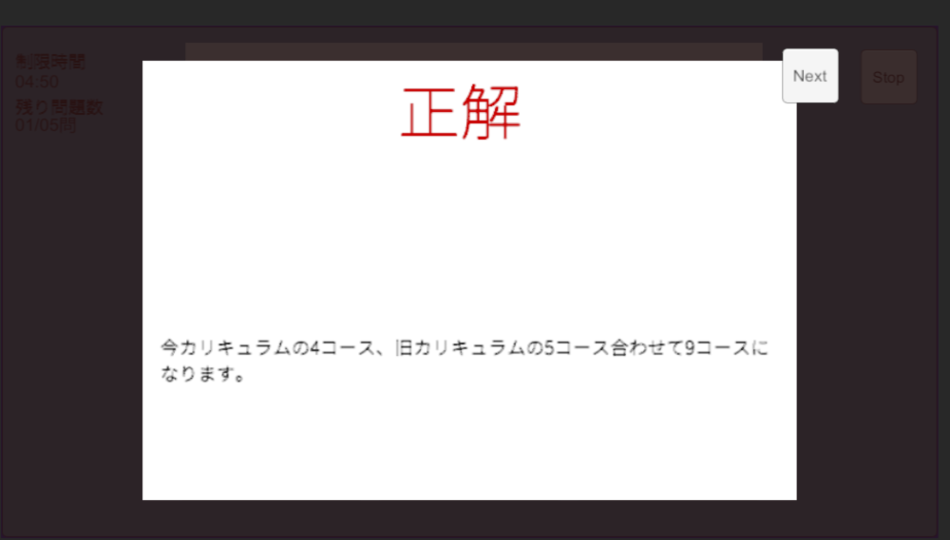 制限時間
04:50
残り問題数
01/05問
正解
Next
Stop
今カリキュラムの4コース、旧カリキュラムの5コース合わせて9コースに
なります。